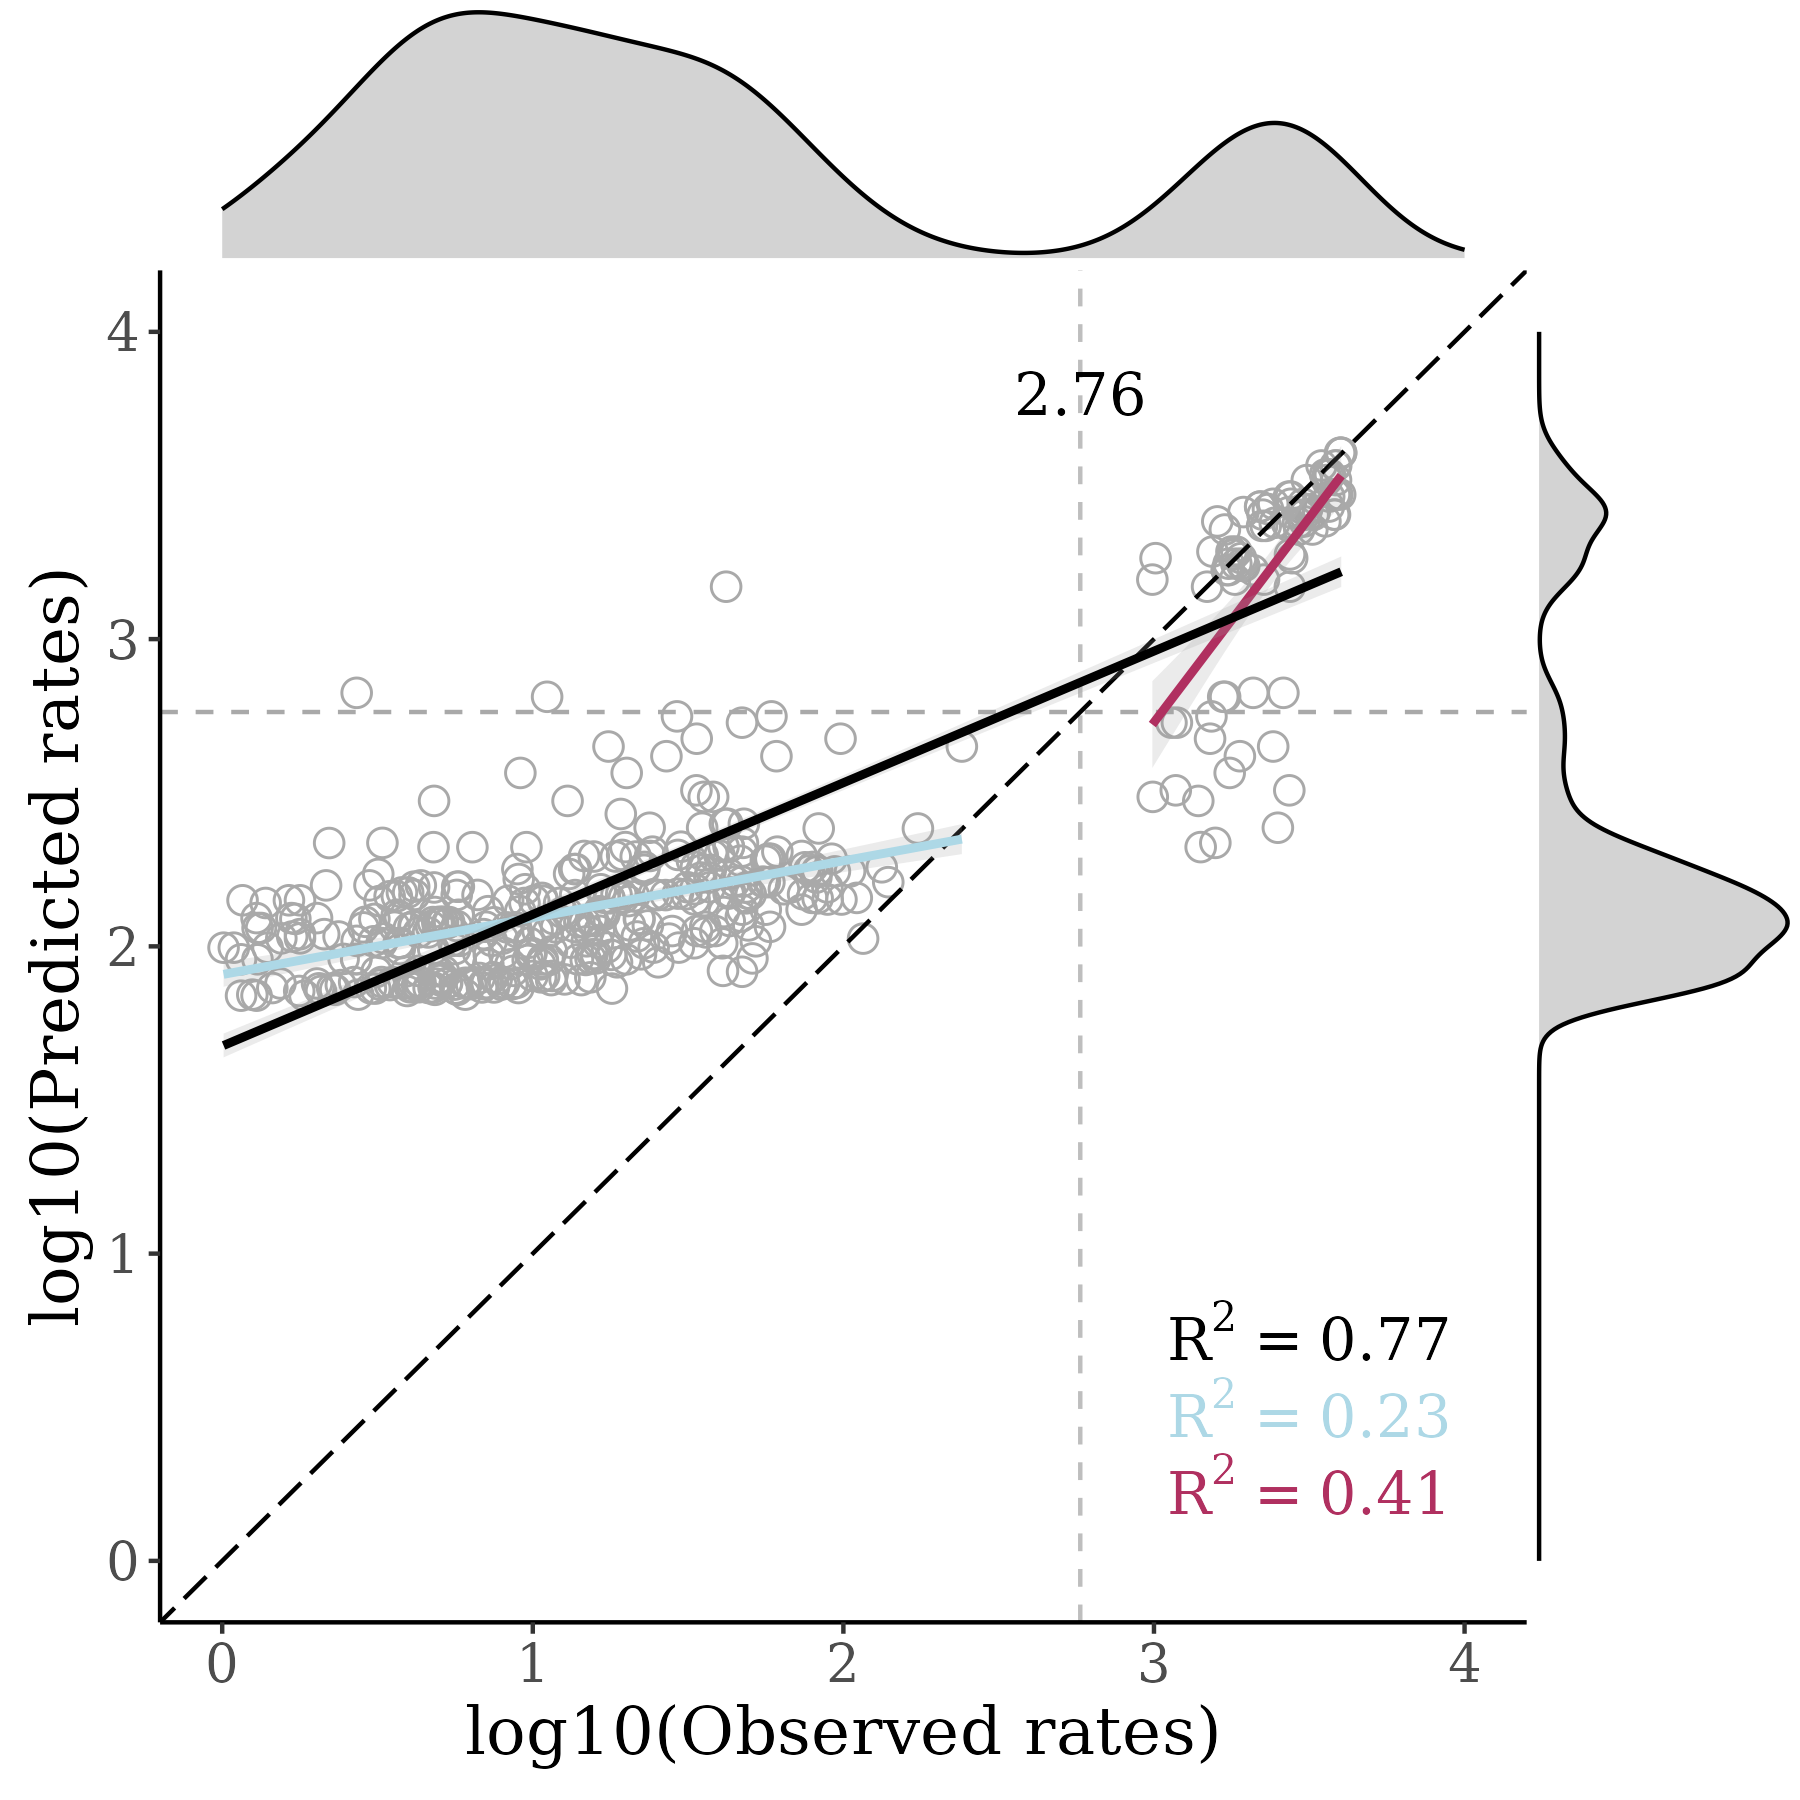 4
2.76
3
2
1
0
log10(Predicted rates)
R² = 0.77
R² = 0.23
R² = 0.41
0 1 2 3 4
log10(Observed rates)